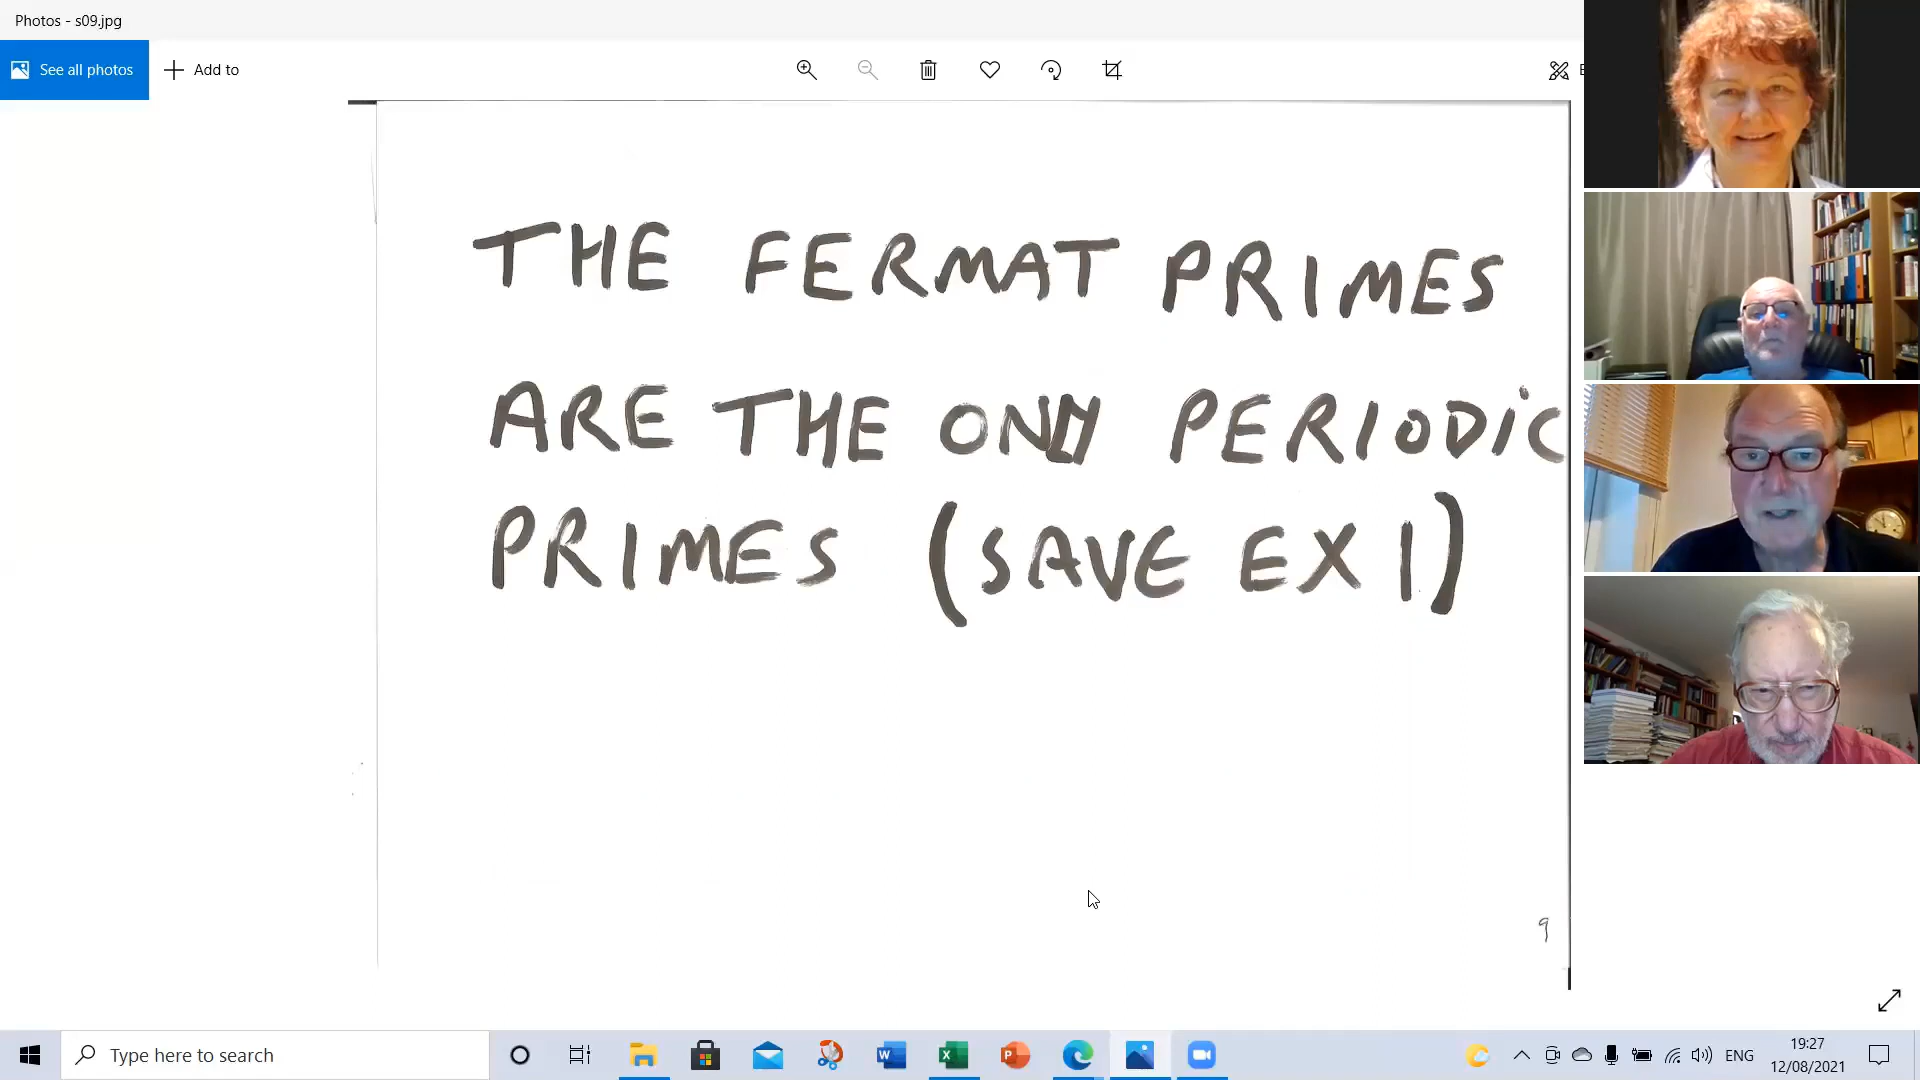 Photos - s09.jpg
See all photos
Add to
THE FERMAT PRIMES
ARE THE ONLY PERIODIC
PRIMES (SAVE EX 1)
9
Type here to search
ENG
19:27
12/08/2021